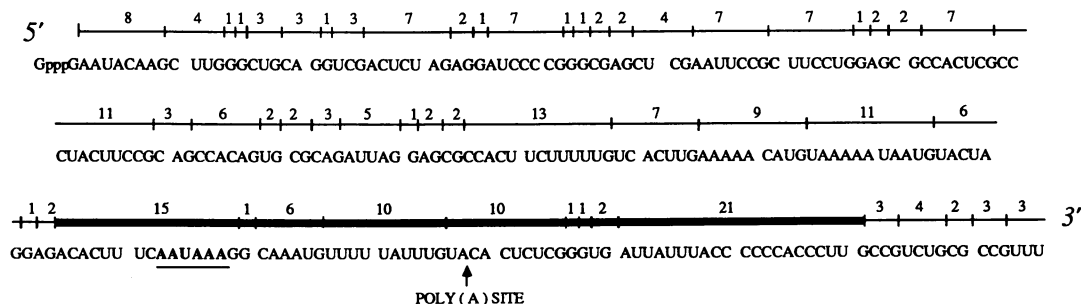 8 4 1 1 3 3 1 3 7 2 1 7 1 1 2 2 4 7 7 1 2 2 7
5′
GpppGAAUACAAGC UUGGGCUGCA GGUCGACUCU AGAGGAUCCC CGGGCGAGCU CGAAUUCCGC UUCCUGGAGC GCCACUCGCC
11 3 6 2 2 3 5 1 2 2 13 7 9 11 6
CUACUUCCGC AGCCACAGUG CGCAGAUUAG GAGCGCCACU UCUUUUUGUC ACUUGAAAAA CAUGUAAAAA UAAUGUACUA
1 2 15 1 6 10 10 1 1 2 21 3 4 2 3 3
3′
GGAGACACUU UCAAUAAAGG CAAAUGUUUU UAUUUGUACA CUCUCGGGUG AUUAUUUACC CCCCACCCUU GCCGUCUGCG CCGUUU
POLY ( A ) SITE